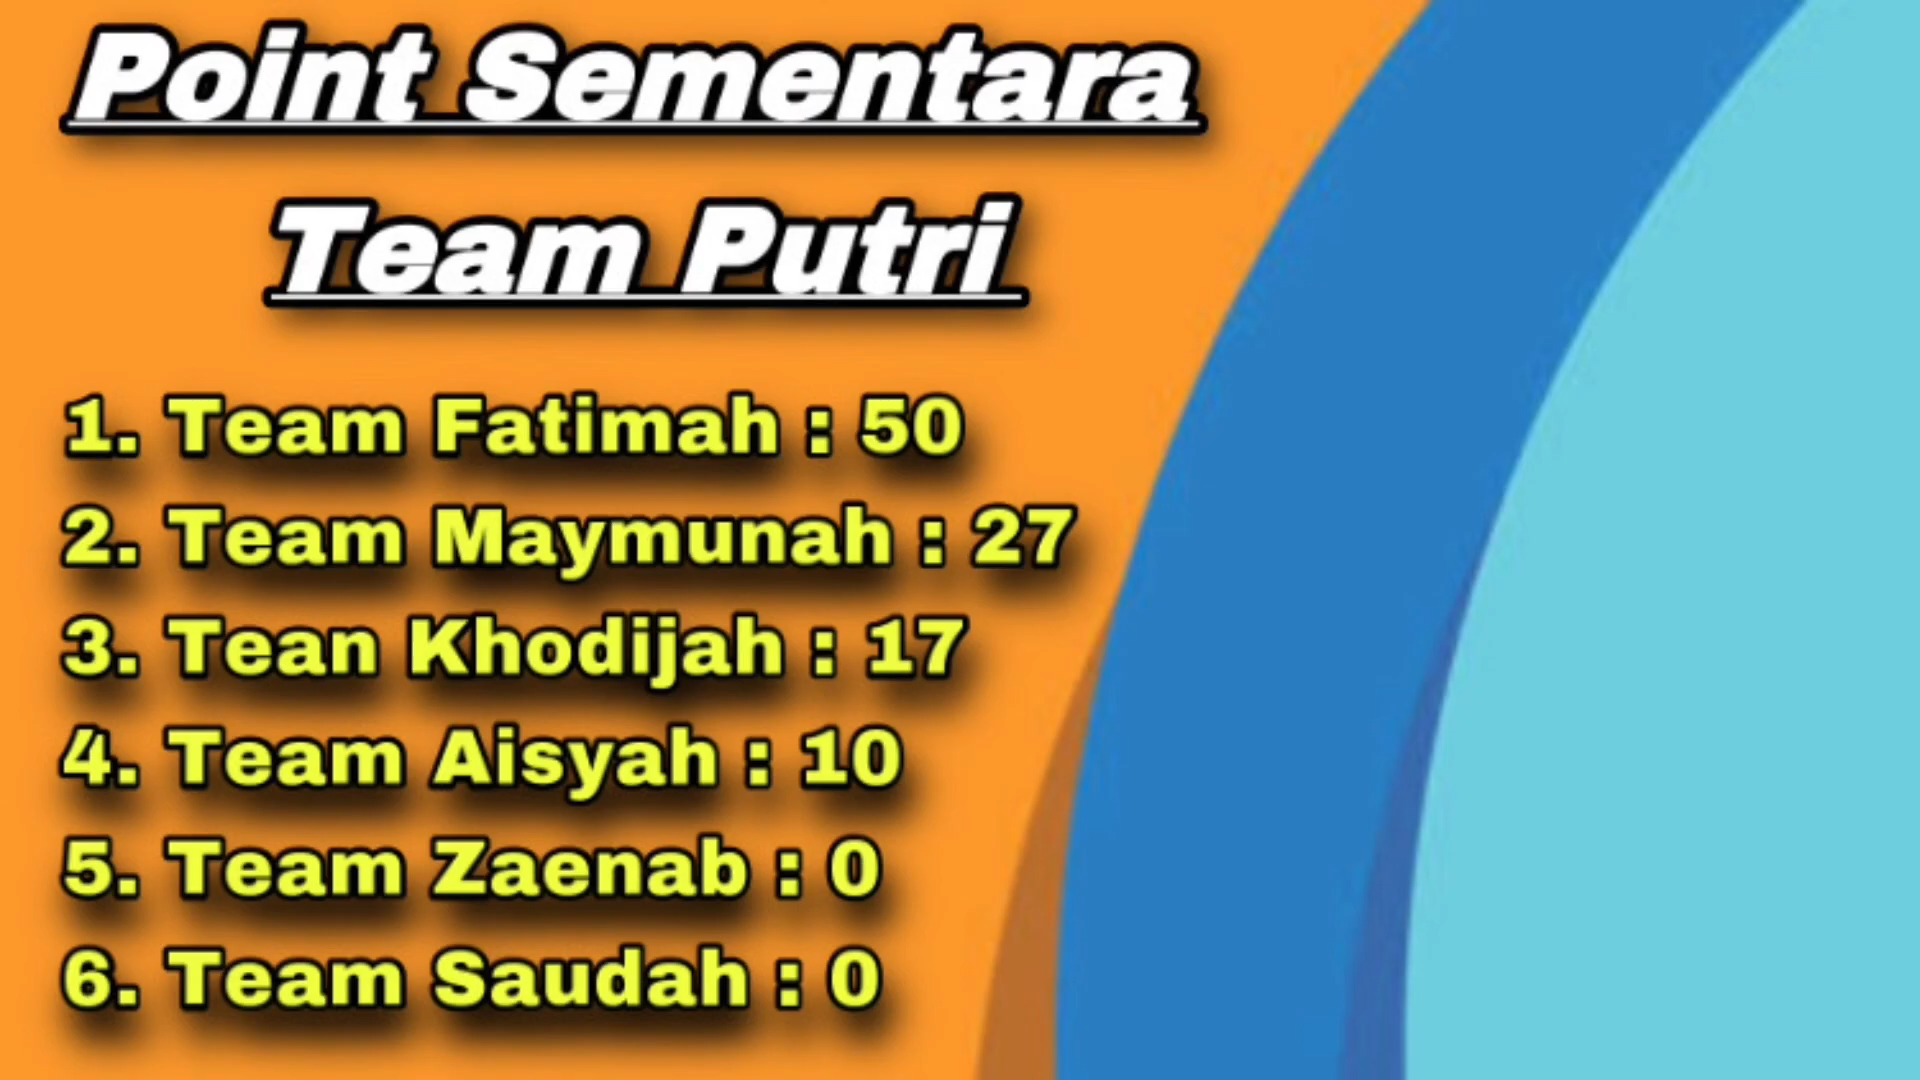 Point Sementara
Team Putri
1. Team Fatimah : 50
2. Team Maymunah : 27
3. Tean Khodijah : 17
4. Team Aisyah : 10
5. Team Zaenab : 0
6. Team Saudah : 0